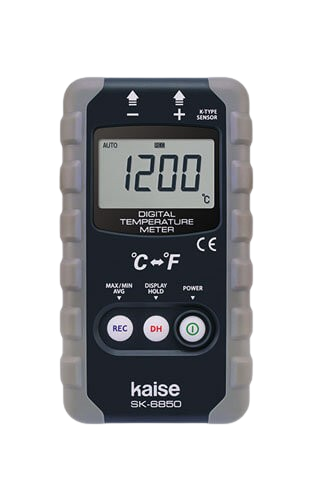 − +
K-TYPE
SENSOR
AUTO
1200
°C
DIGITAL
TEMPERATURE
METER
CE
°C↔°F
MAX/MIN
AVG
DISPLAY
HOLD
POWER
REC
DH
kaise
SK-6850